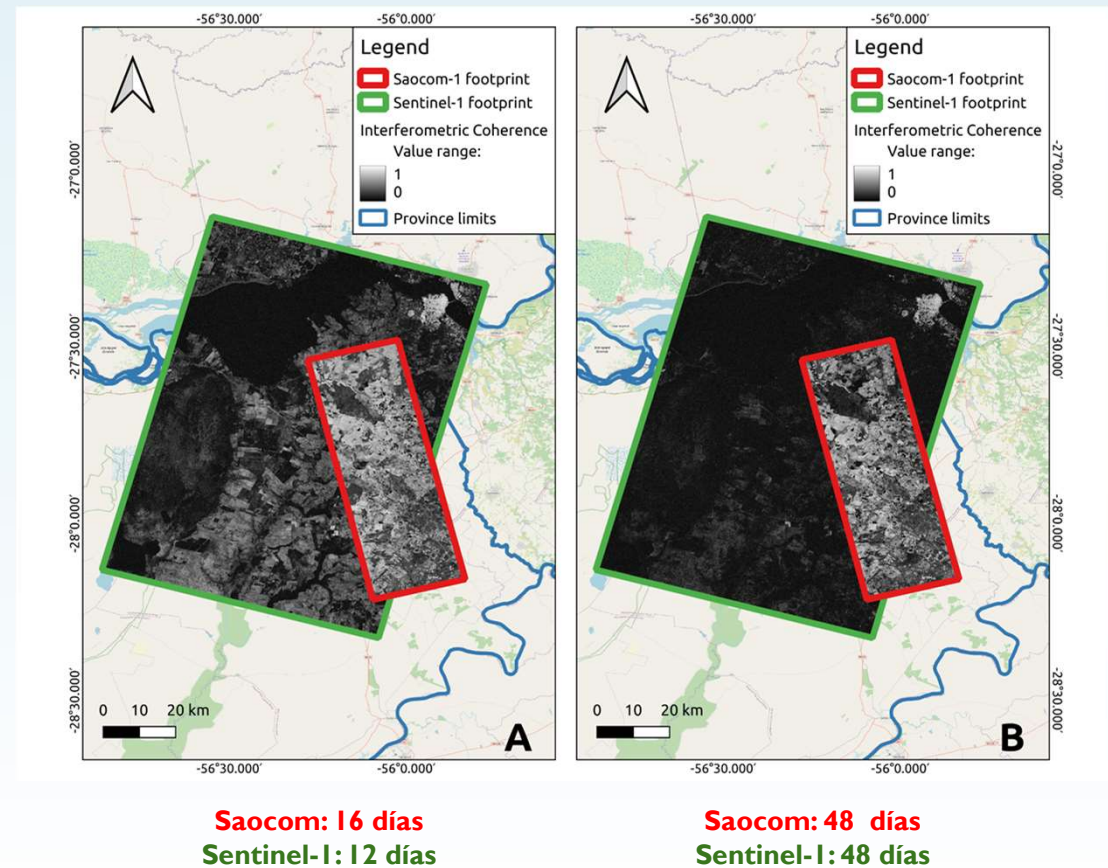 -56°30.000′
-56°0.000′
-56°30.000′
-56°0.000′
Legend
Saocom-1 footprint
Sentinel-1 footprint
Interferometric Coherence
Value range:
1
0
Province limits
Legend
Saocom-1 footprint
Sentinel-1 footprint
Interferometric Coherence
Value range:
1
0
Province limits
-27°0.000′
-27°30.000′
-28°0.000′
-28°30.000′
-27°0.000′
-27°30.000′
-28°0.000′
-28°30.000′
0 10 20 km
A
0 10 20 km
B
-56°30.000′
-56°0.000′
-56°30.000′
-56°0.000′
Saocom: 16 días
Sentinel-1: 12 días
Saocom: 48 días
Sentinel-1: 48 días